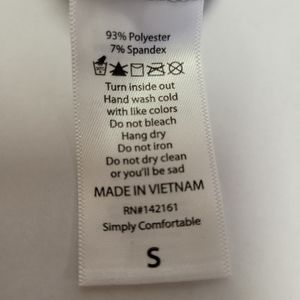 93% Polyester
7% Spandex
Turn inside out
Hand wash cold
with like colors
Do not bleach
Hang dry
Do not iron
Do not dry clean
or you'll be sad
MADE IN VIETNAM
RN#142161
Simply Comfortable
S